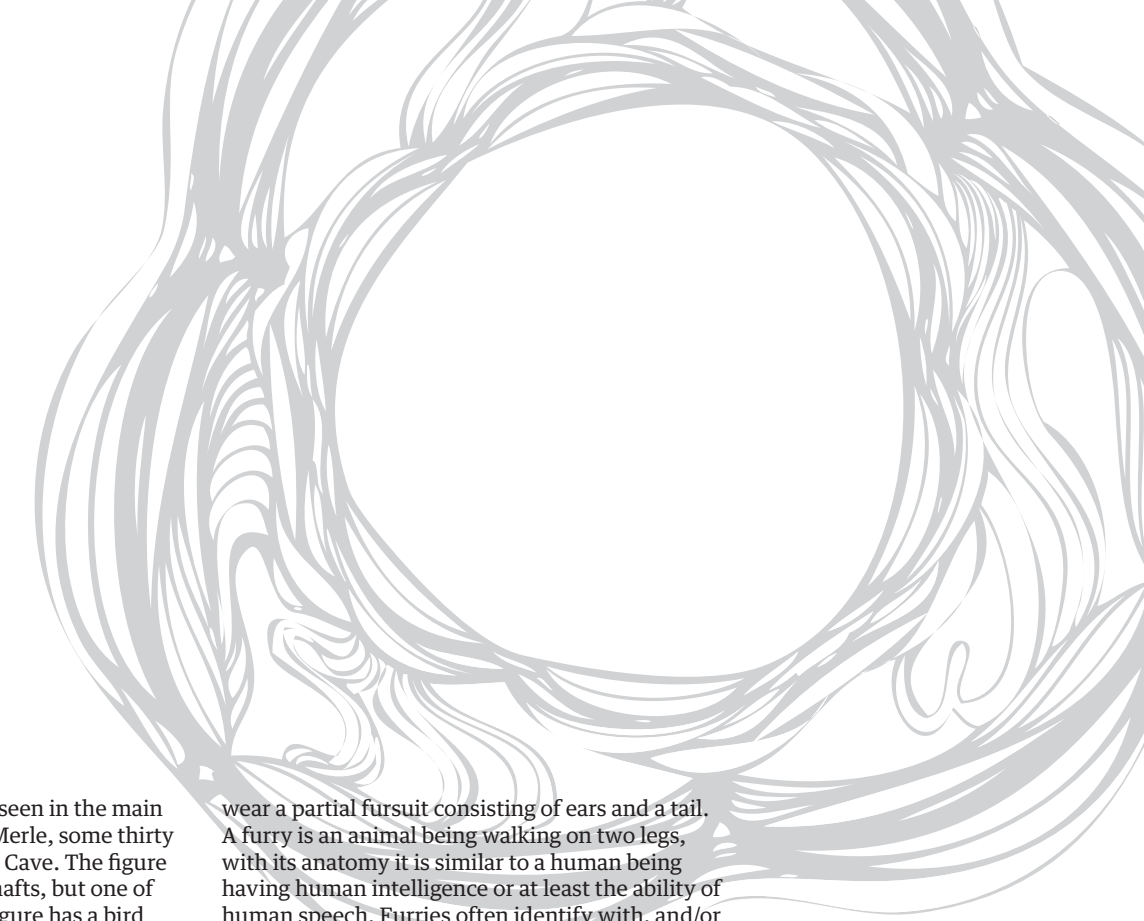 seen in the main
Merle, some thirty
Cave. The figure
hafts, but one of
gure has a bird
wear a partial fursuit consisting of ears and a tail.
A furry is an animal being walking on two legs,
with its anatomy it is similar to a human being
having human intelligence or at least the ability of
human speech. Furries often identify with, and/or